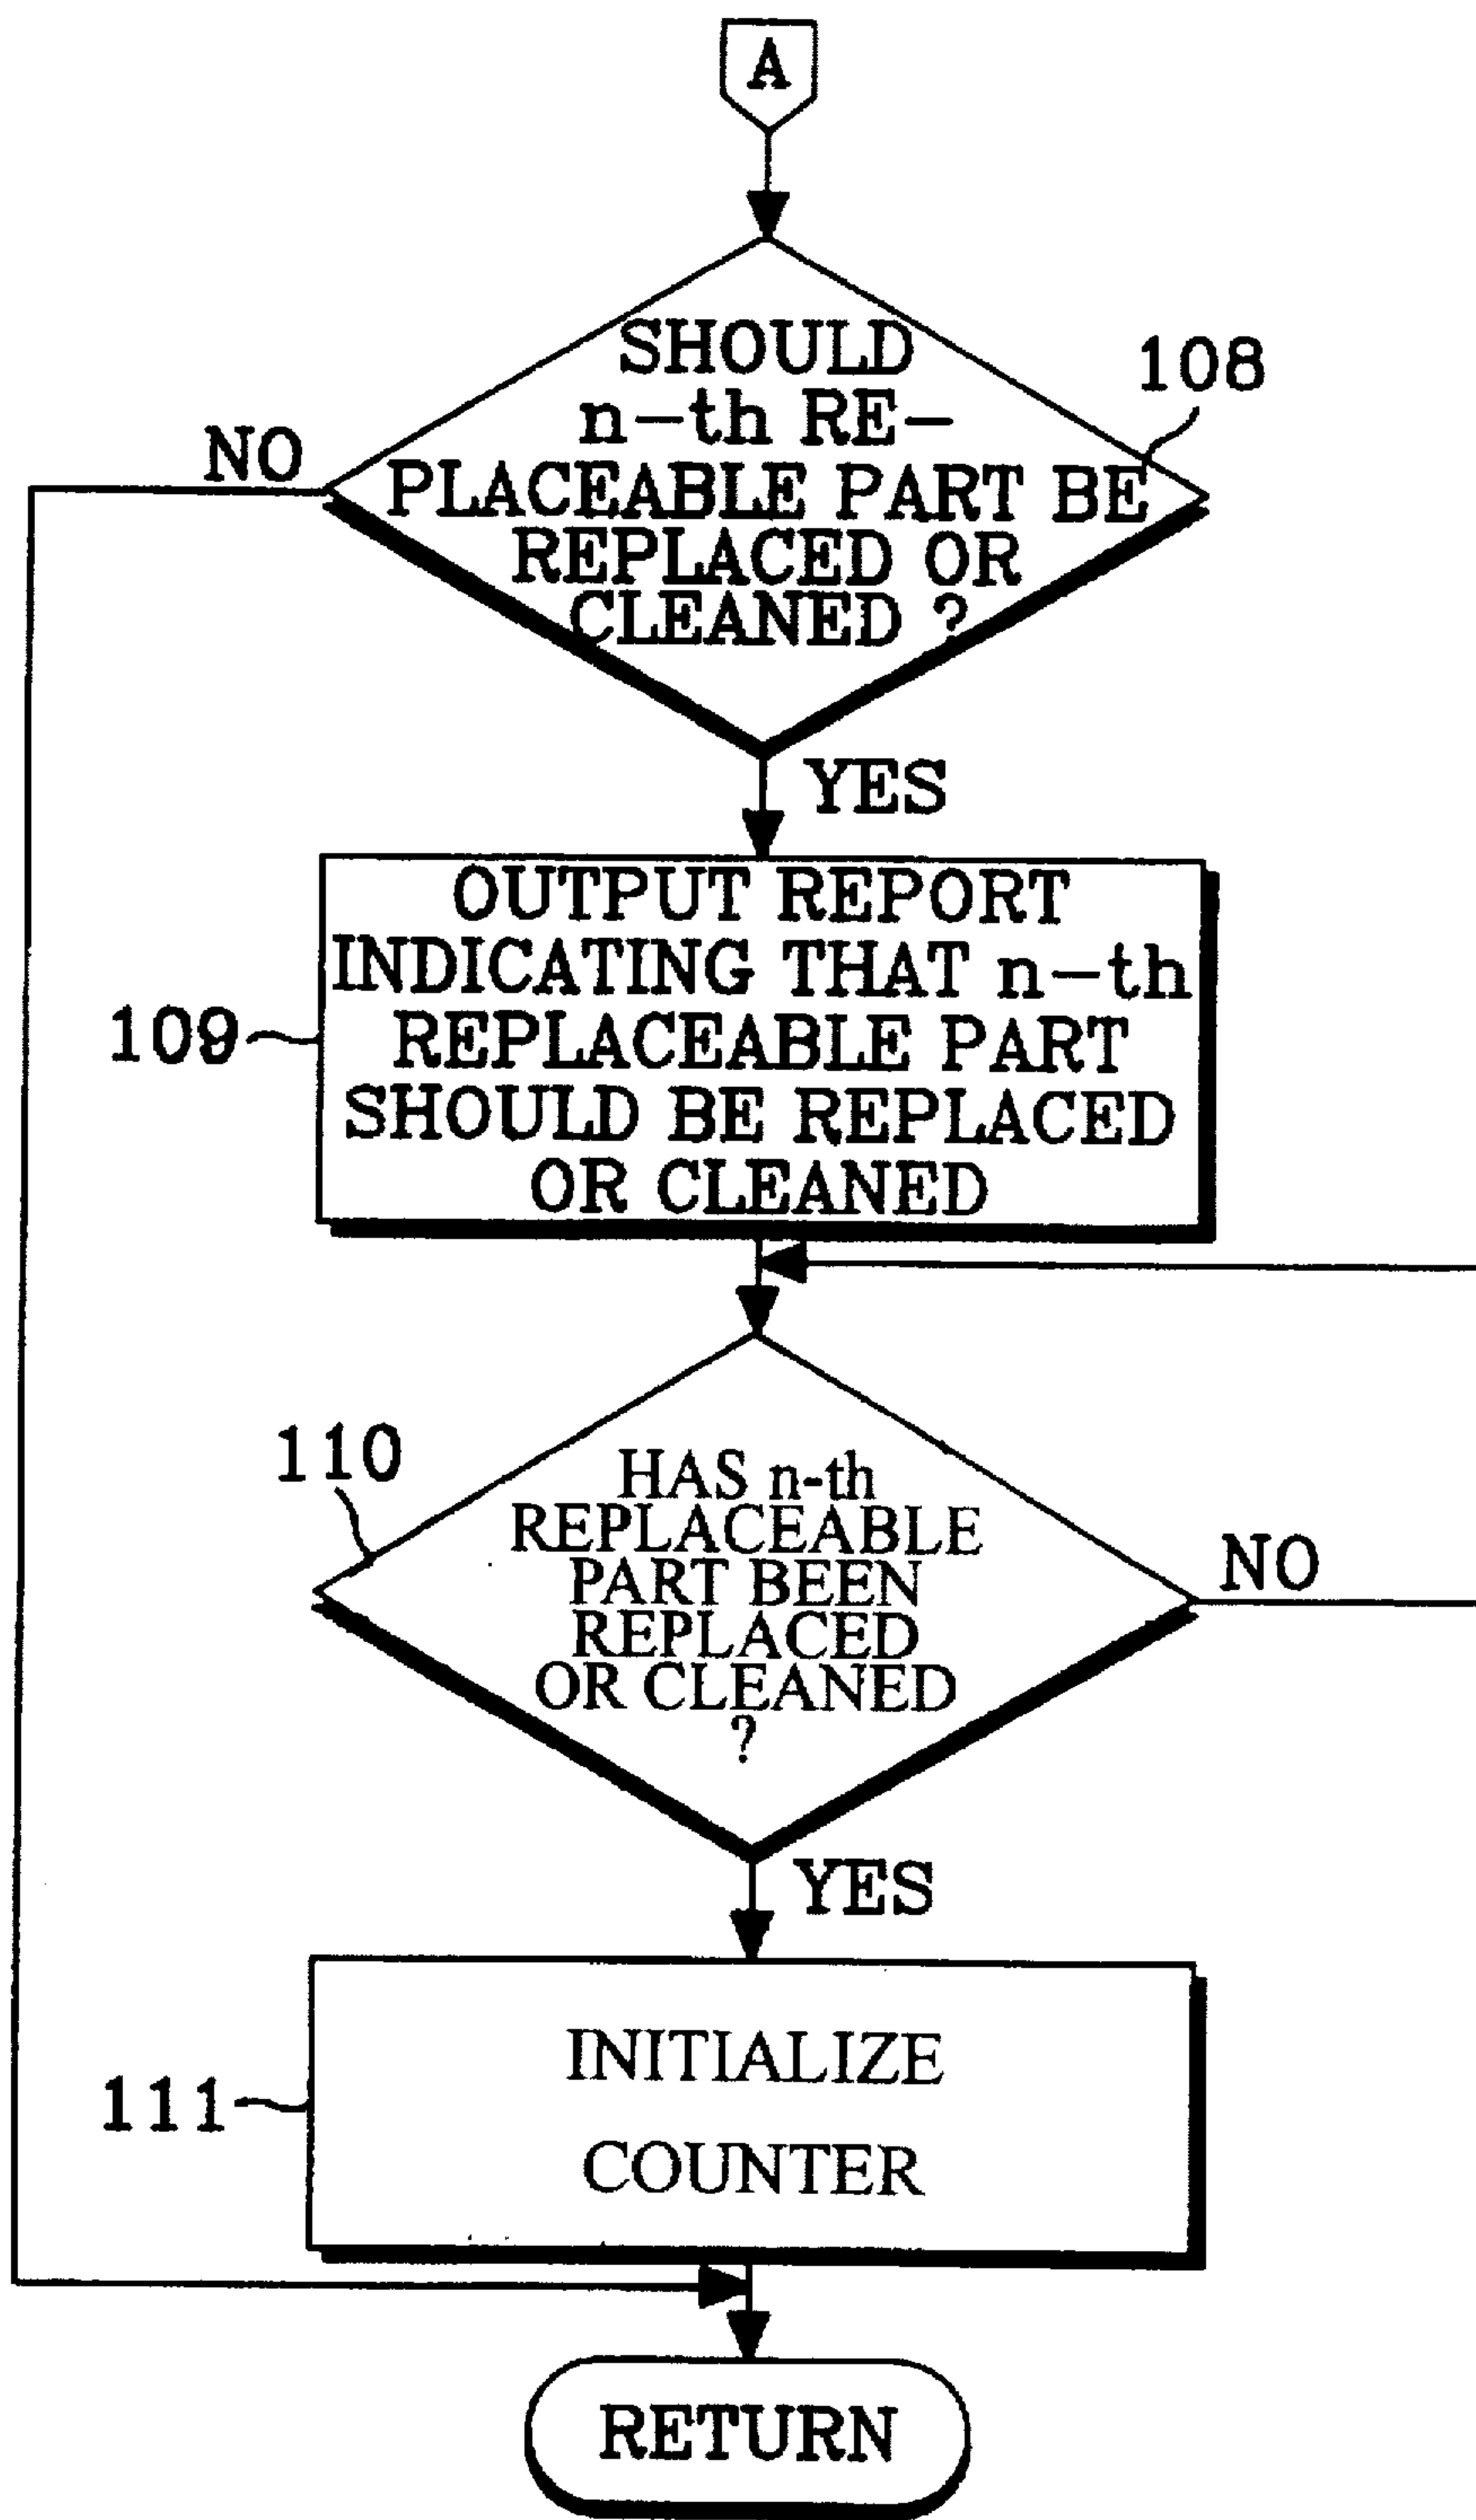 A
SHOULD
n-th RE-
PLACEABLE PART BE
REPLACED OR
CLEANED ?
108
NO
YES
OUTPUT REPORT
INDICATING THAT n-th
REPLACEABLE PART
SHOULD BE REPLACED
OR CLEANED
109
110
HAS n-th
REPLACEABLE
PART BEEN
REPLACED
OR CLEANED
?
NO
YES
INITIALIZE
COUNTER
111
RETURN